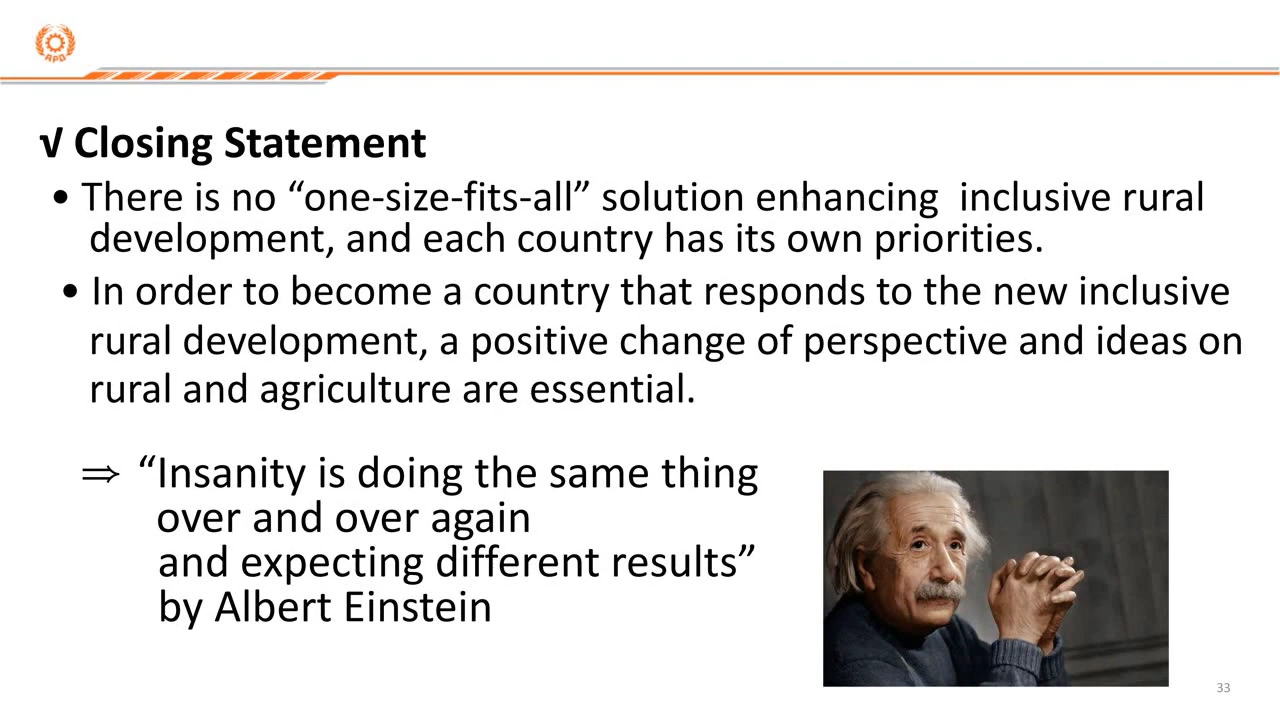 APO
√ Closing Statement
• There is no “one-size-fits-all” solution enhancing  inclusive rural
development, and each country has its own priorities.
• In order to become a country that responds to the new inclusive
rural development, a positive change of perspective and ideas on
rural and agriculture are essential.
⇒ “Insanity is doing the same thing
over and over again
and expecting different results”
by Albert Einstein
33